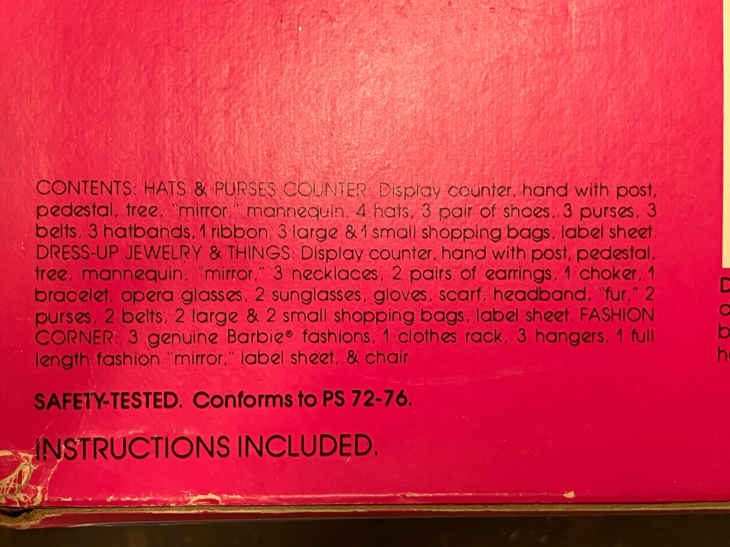 CONTENTS: HATS & PURSES COUNTER: Display counter, hand with post,
pedestal, tree, "mirror," mannequin, 4 hats, 3 pair of shoes, 3 purses, 3
belts, 3 hatbands, 1 ribbon, 3 large & 1 small shopping bags, label sheet.
DRESS-UP JEWELRY & THINGS: Display counter, hand with post, pedestal,
tree, mannequin, "mirror," 3 necklaces, 2 pairs of earrings, 1 choker, 1
bracelet, opera glasses, 2 sunglasses, gloves, scarf, headband, "fur," 2
purses, 2 belts, 2 large & 2 small shopping bags, label sheet. FASHION
CORNER: 3 genuine Barbie® fashions, 1 clothes rack, 3 hangers, 1 full
length fashion "mirror," label sheet, & chair
SAFETY-TESTED. Conforms to PS 72-76.
INSTRUCTIONS INCLUDED.